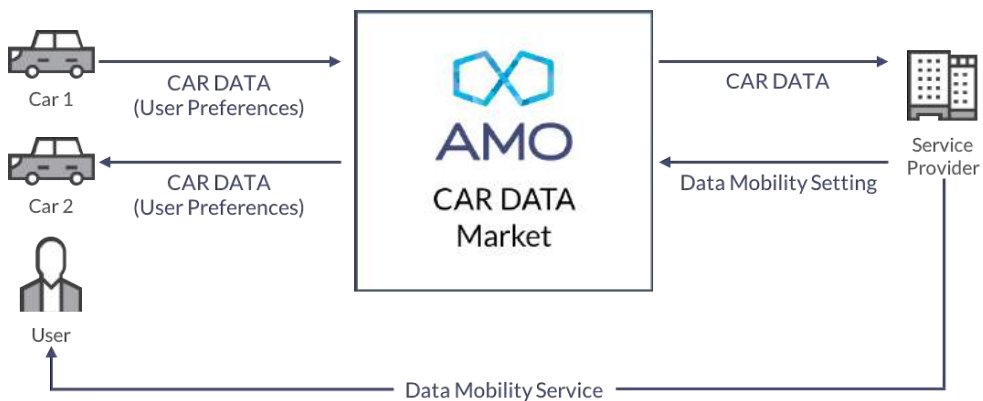 Car 1
CAR DATA
(User Preferences)
Car 2
CAR DATA
(User Preferences)
User
AMO
CAR DATA
Market
CAR DATA
Data Mobility Setting
Service
Provider
Data Mobility Service